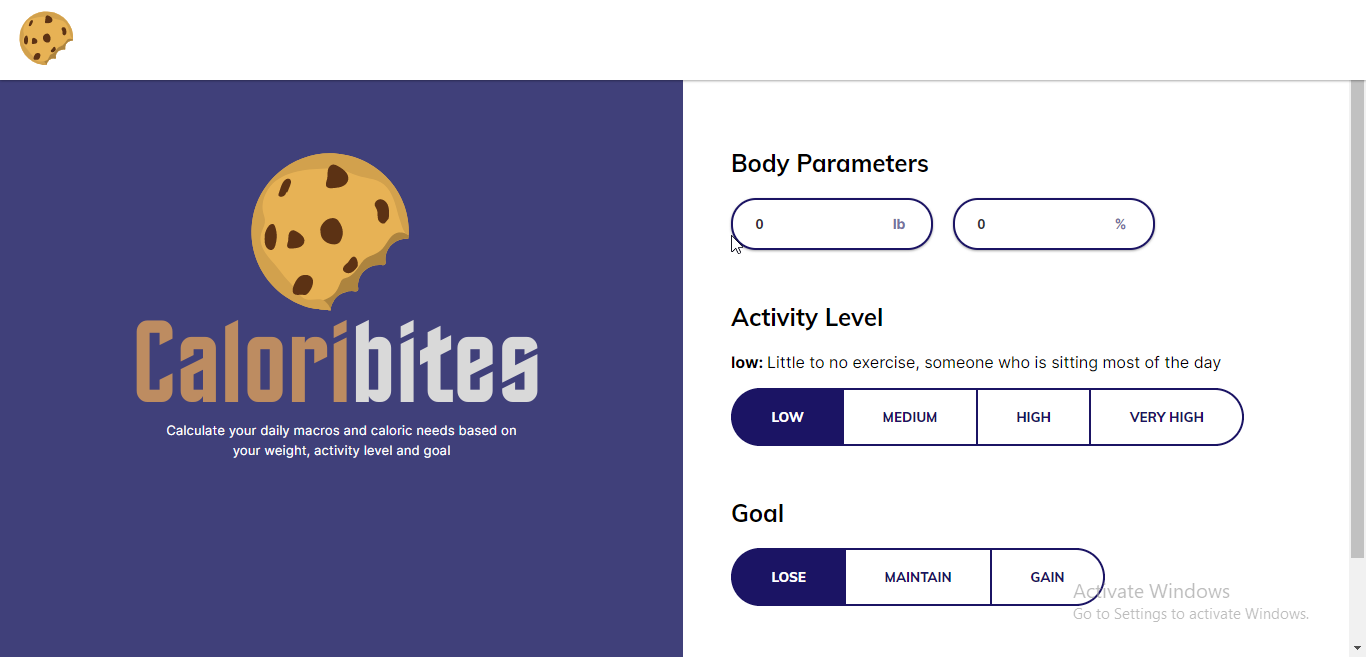 Caloribites
Calculate your daily macros and caloric needs based on
your weight, activity level and goal
Body Parameters
0 lb
0 %
Activity Level
low: Little to no exercise, someone who is sitting most of the day
LOW MEDIUM HIGH VERY HIGH
Goal
LOSE MAINTAIN GAIN
Activate Windows
Go to Settings to activate Windows.